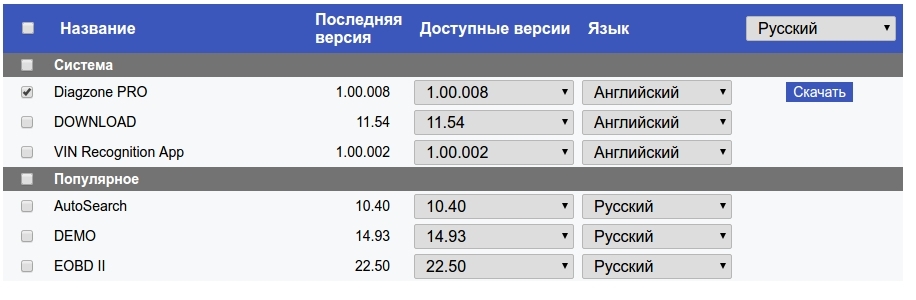 Название Последняя версия Доступные версии Язык Русский
Система
Diagzone PRO 1.00.008 1.00.008 Английский Скачать
DOWNLOAD 11.54 11.54 Английский
VIN Recognition App 1.00.002 1.00.002 Английский
Популярное
AutoSearch 10.40 10.40 Русский
DEMO 14.93 14.93 Русский
EOBD II 22.50 22.50 Русский